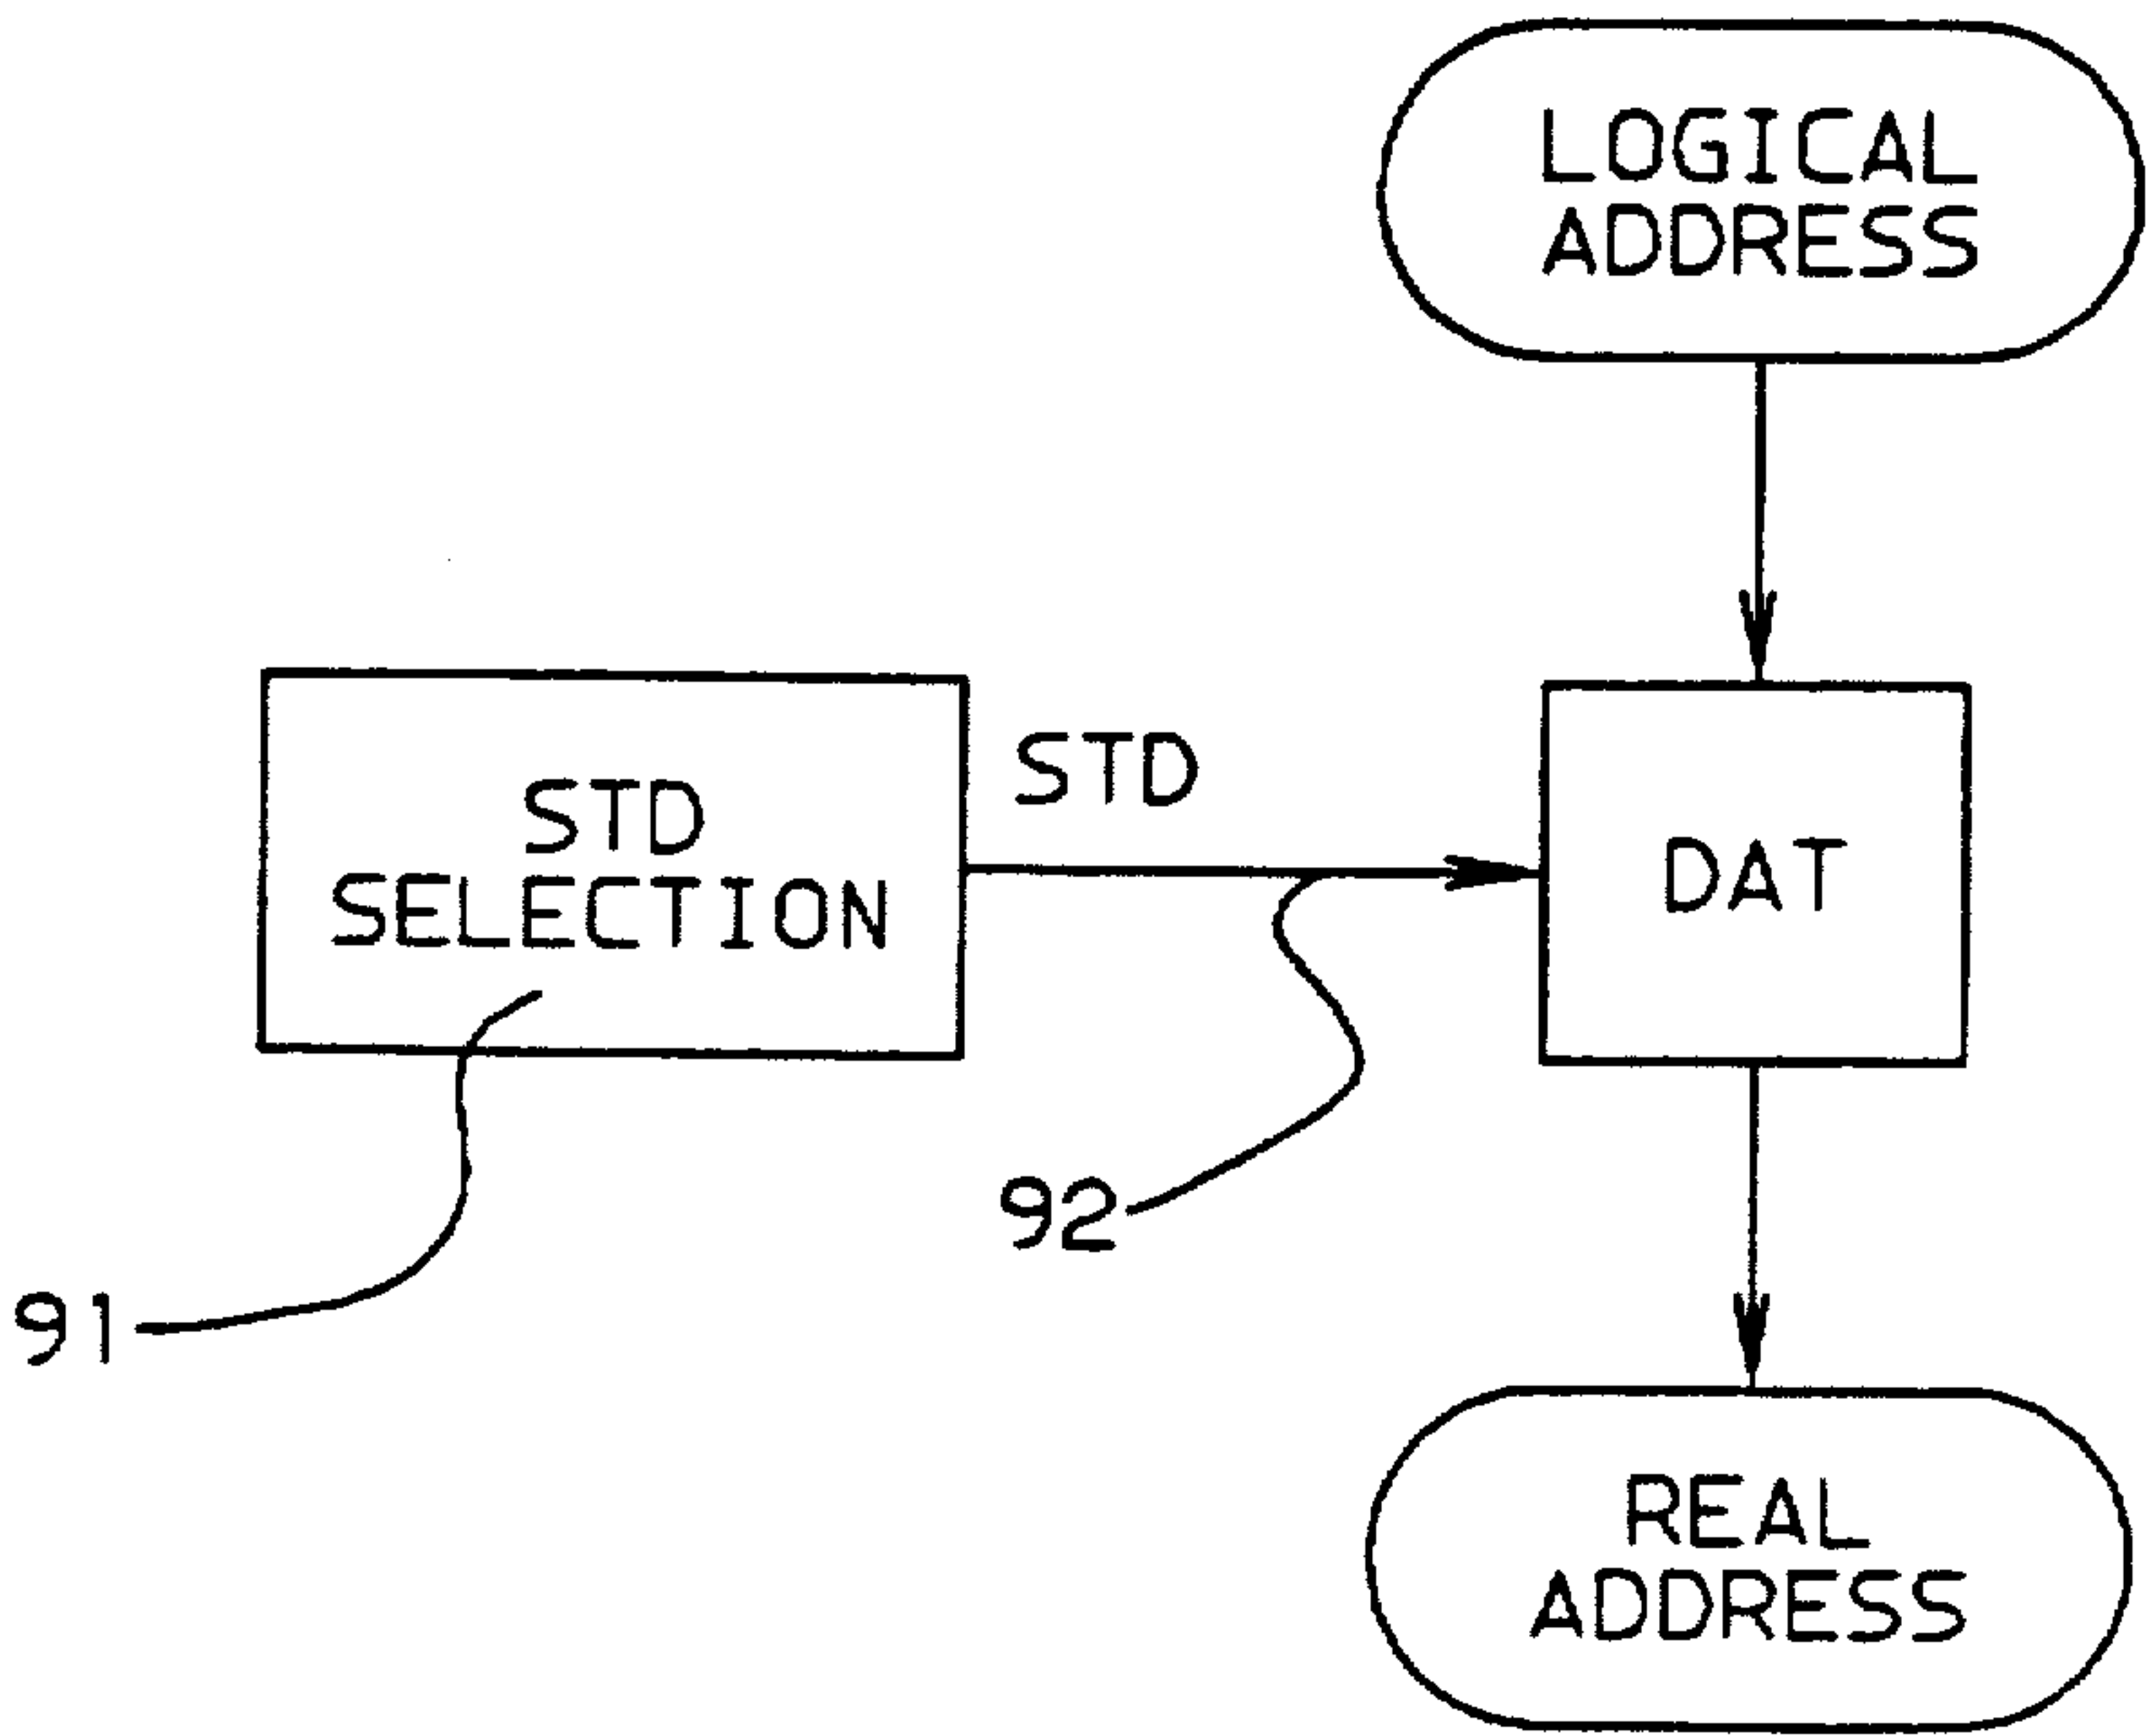 LOGICAL
ADDRESS
STD
SELECTION
STD
DAT
92
91
REAL
ADDRESS